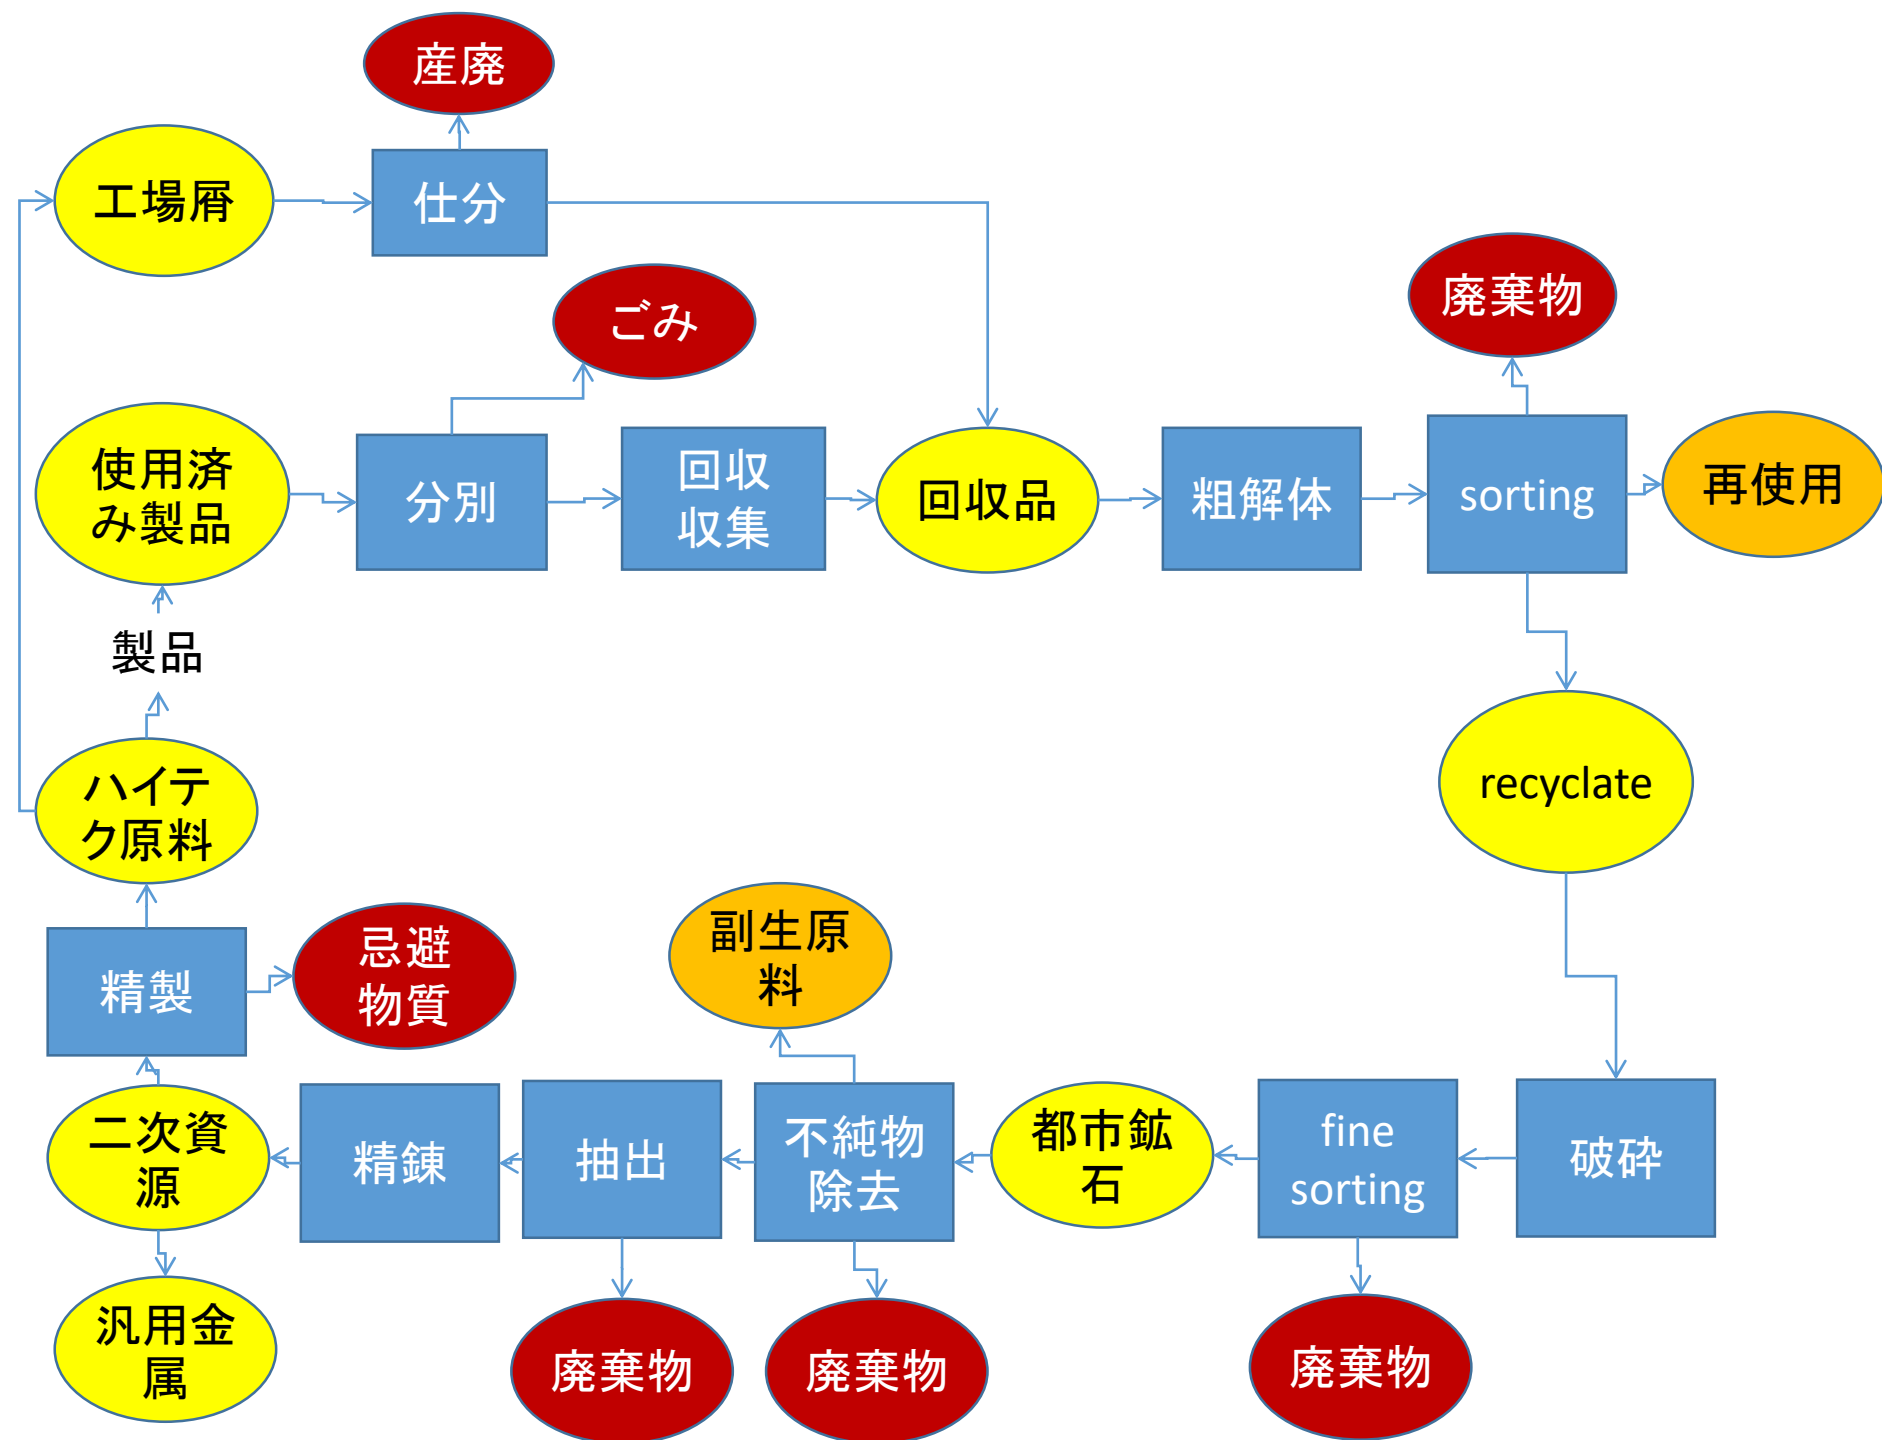 産廃
工場屑
仕分
ごみ
廃棄物
使用済
み製品
分別
回収
収集
回収品
粗解体
sorting
再使用
製品
recyclate
ハイテ
ク原料
精製
忌避
物質
副生原
料
二次資
源
精錬
抽出
不純物
除去
都市鉱
石
fine
sorting
破砕
汎用金
属
廃棄物
廃棄物
廃棄物